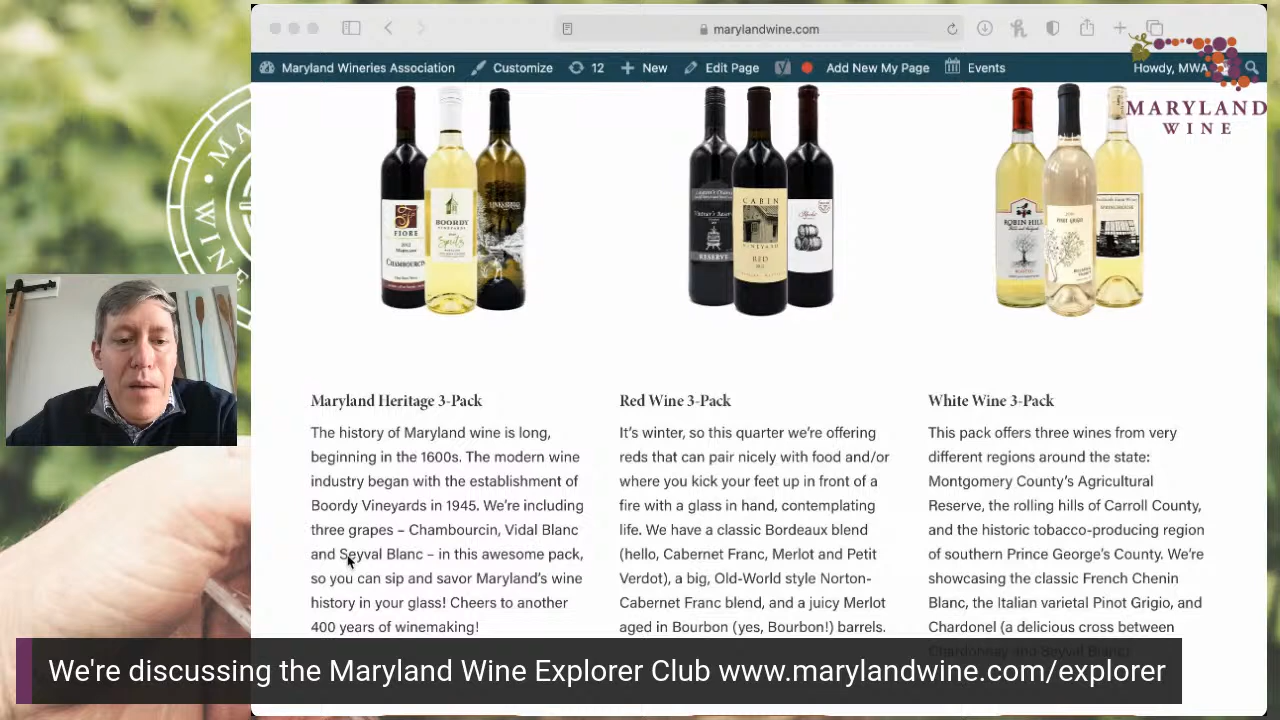 marylandwine.com
Maryland Wineries Association
Customize
12
New
Edit Page
Add New My Page
Events
Howdy, MWA
MARYLAND
WINE
FIORE
CHAMBOURCIN
BOORDY
VINEYARDS
Spritz
RESERVE
CABIN
VINEYARD
RED
Merlot
ROBIN HILL
PINOT GRIGIO
Maryland Heritage 3-Pack
The history of Maryland wine is long,
beginning in the 1600s. The modern wine
industry began with the establishment of
Boordy Vineyards in 1945. We’re including
three grapes – Chambourcin, Vidal Blanc
and Seyval Blanc – in this awesome pack,
so you can sip and savor Maryland’s wine
history in your glass! Cheers to another
400 years of winemaking!
Red Wine 3-Pack
It’s winter, so this quarter we’re offering
reds that can pair nicely with food and/or
where you kick your feet up in front of a
fire with a glass in hand, contemplating
life. We have a classic Bordeaux blend
(hello, Cabernet Franc, Merlot and Petit
Verdot), a big, Old-World style Norton-
Cabernet Franc blend, and a juicy Merlot
aged in Bourbon (yes, Bourbon!) barrels.
White Wine 3-Pack
This pack offers three wines from very
different regions around the state:
Montgomery County’s Agricultural
Reserve, the rolling hills of Carroll County,
and the historic tobacco-producing region
of southern Prince George’s County. We’re
showcasing the classic French Chenin
Blanc, the Italian varietal Pinot Grigio, and
Chardonel (a delicious cross between
Chardonnay and Seyval Blanc)
We're discussing the Maryland Wine Explorer Club www.marylandwine.com/explorer